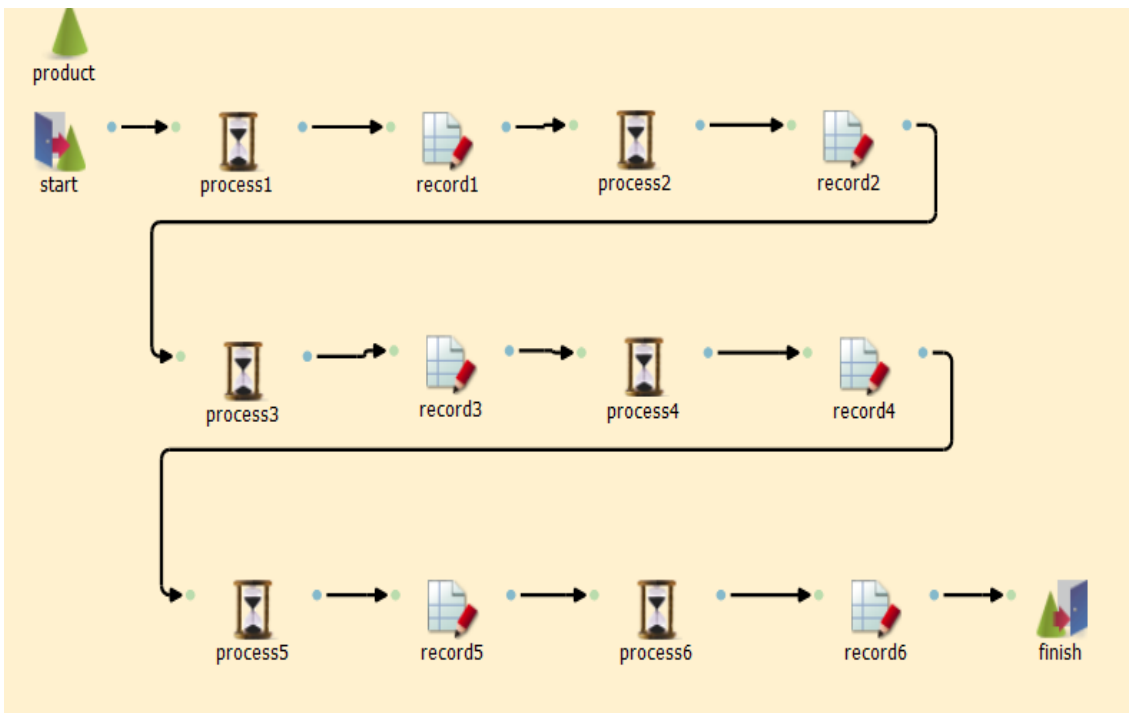 product
start
process1
record1
process2
record2
process3
record3
process4
record4
process5
record5
process6
record6
finish